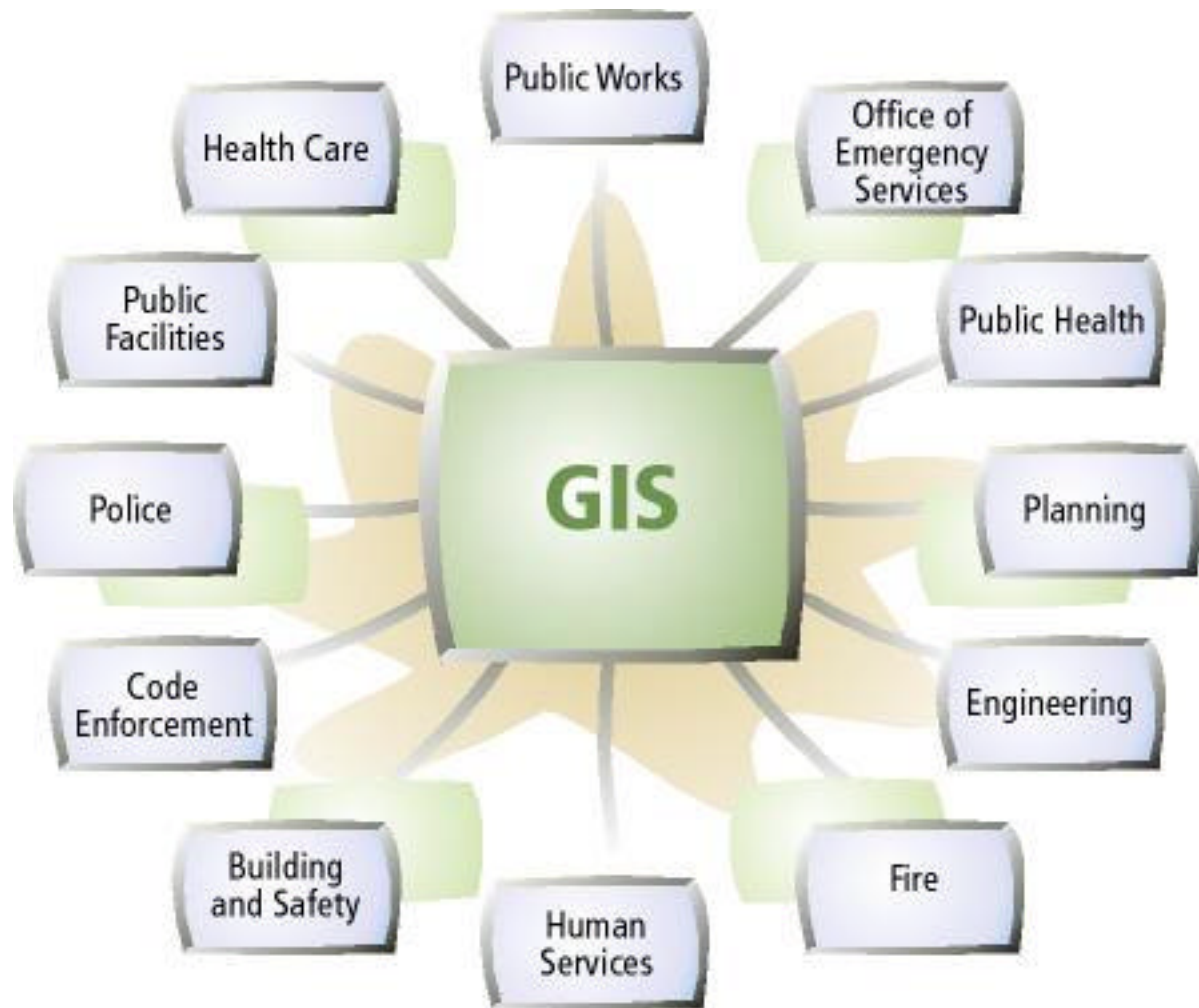 Public Works
Office of
Emergency
Services
Public Health
Planning
Engineering
Fire
Human
Services
Building
and Safety
Code
Enforcement
Police
Public
Facilities
Health Care
GIS